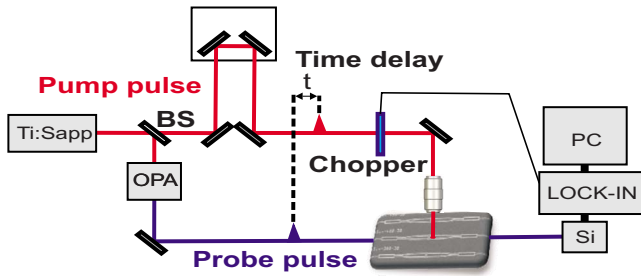 Time delay
t
Pump pulse
BS
Ti:Sapp
Chopper
PC
OPA
LOCK-IN
Si
Probe pulse